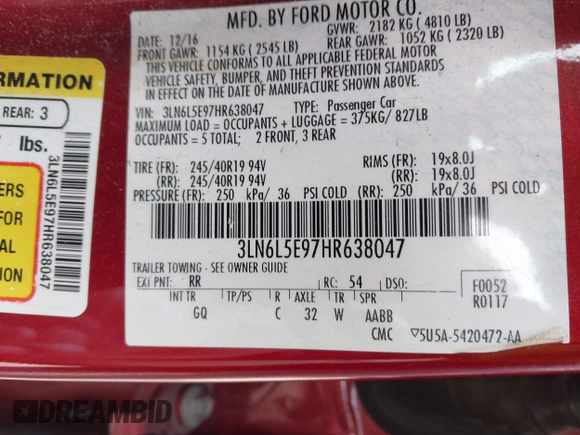 MFD. BY FORD MOTOR CO.
DATE: 12/16
GVWR: 2182 KG ( 4810 LB)
FRONT GAWR: 1154 KG ( 2545 LB)
REAR GAWR: 1052 KG ( 2320 LB)
THIS VEHICLE CONFORMS TO ALL APPLICABLE FEDERAL MOTOR
VEHICLE SAFETY, BUMPER, AND THEFT PREVENTION STANDARDS
IN EFFECT ON THE DATE OF MANUFACTURE SHOWN ABOVE.
VIN: 3LN6L5E97HR638047 TYPE: Passenger Car
MAXIMUM LOAD = OCCUPANTS + LUGGAGE = 375KG/ 827LB
OCCUPANTS = 5 TOTAL; 2 FRONT, 3 REAR
TIRE (FR): 245/40R19 94V RIMS (FR): 19x8.0J
(RR): 245/40R19 94V (RR): 19x8.0J
PRESSURE (FR): 250 kPa/ 36 PSI COLD (RR): 250 kPa/ 36 PSI COLD
3LN6L5E97HR638047
TRAILER TOWING - SEE OWNER GUIDE
EXT PNT: RR RC: 54 DSO: F0052
R0117
INT TR TP/PS R AXLE TR SPR
GQ C 32 W AABB
CMC ▽5U5A-5420472-AA
ORMATION
REAR: 3
lbs.
ERS
FOR
AL
TION
3LN6L5E97HR638047
DREAMBID